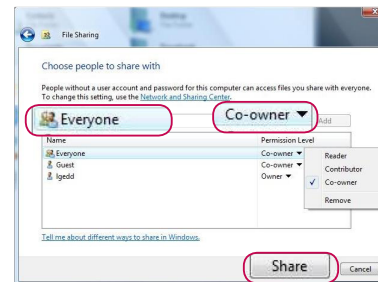 File Sharing
Choose people to share with
People without a user account and password for this computer can access files you share with everyone.
To change this setting, use the Network and Sharing Center.
Everyone
Co-owner
Add
Name Permission Level
Everyone Co-owner
Guest Co-owner
lgedd Owner
Reader
Contributor
Co-owner
Remove
Tell me about different ways to share in Windows.
Share Cancel